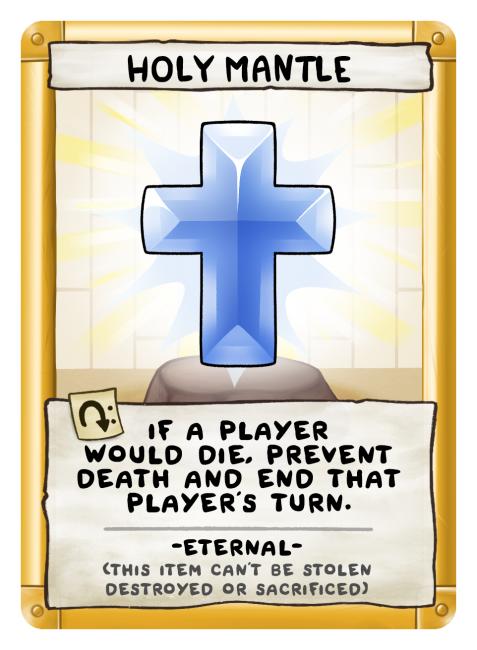 HOLY MANTLE
IF A PLAYER
WOULD DIE, PREVENT
DEATH AND END THAT
PLAYER'S TURN.
-ETERNAL-
(THIS ITEM CAN'T BE STOLEN
DESTROYED OR SACRIFICED)